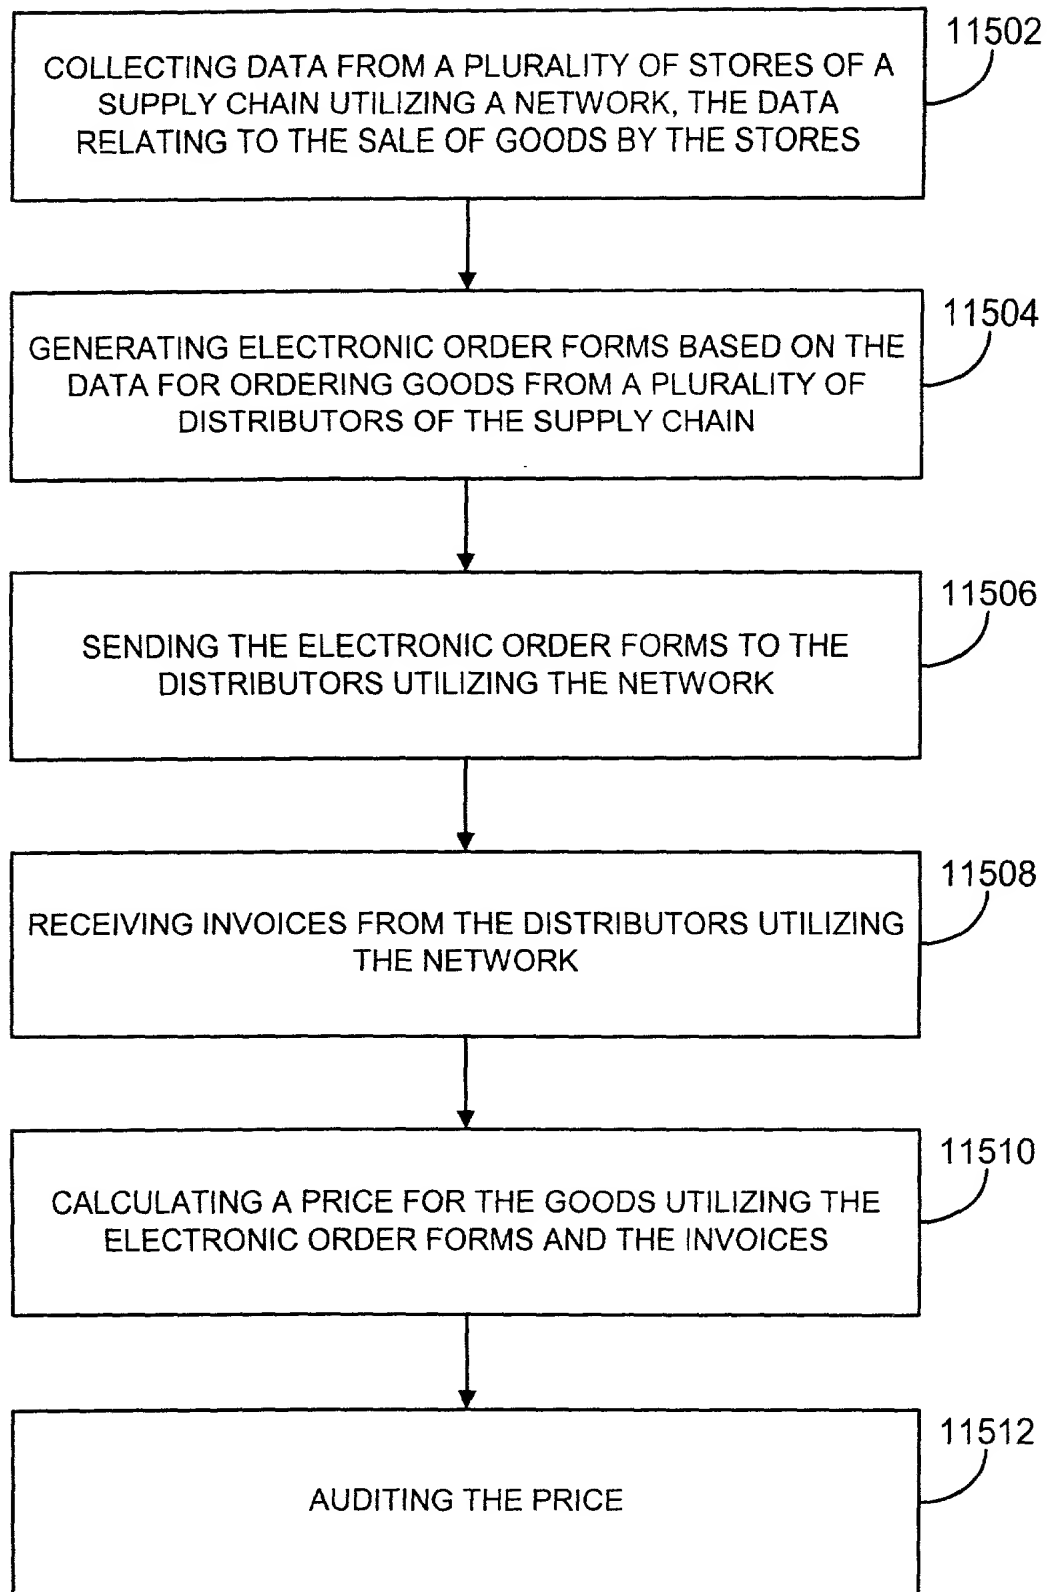 11502
COLLECTING DATA FROM A PLURALITY OF STORES OF A
SUPPLY CHAIN UTILIZING A NETWORK, THE DATA
RELATING TO THE SALE OF GOODS BY THE STORES
11504
GENERATING ELECTRONIC ORDER FORMS BASED ON THE
DATA FOR ORDERING GOODS FROM A PLURALITY OF
DISTRIBUTORS OF THE SUPPLY CHAIN
11506
SENDING THE ELECTRONIC ORDER FORMS TO THE
DISTRIBUTORS UTILIZING THE NETWORK
11508
RECEIVING INVOICES FROM THE DISTRIBUTORS UTILIZING
THE NETWORK
11510
CALCULATING A PRICE FOR THE GOODS UTILIZING THE
ELECTRONIC ORDER FORMS AND THE INVOICES
11512
AUDITING THE PRICE